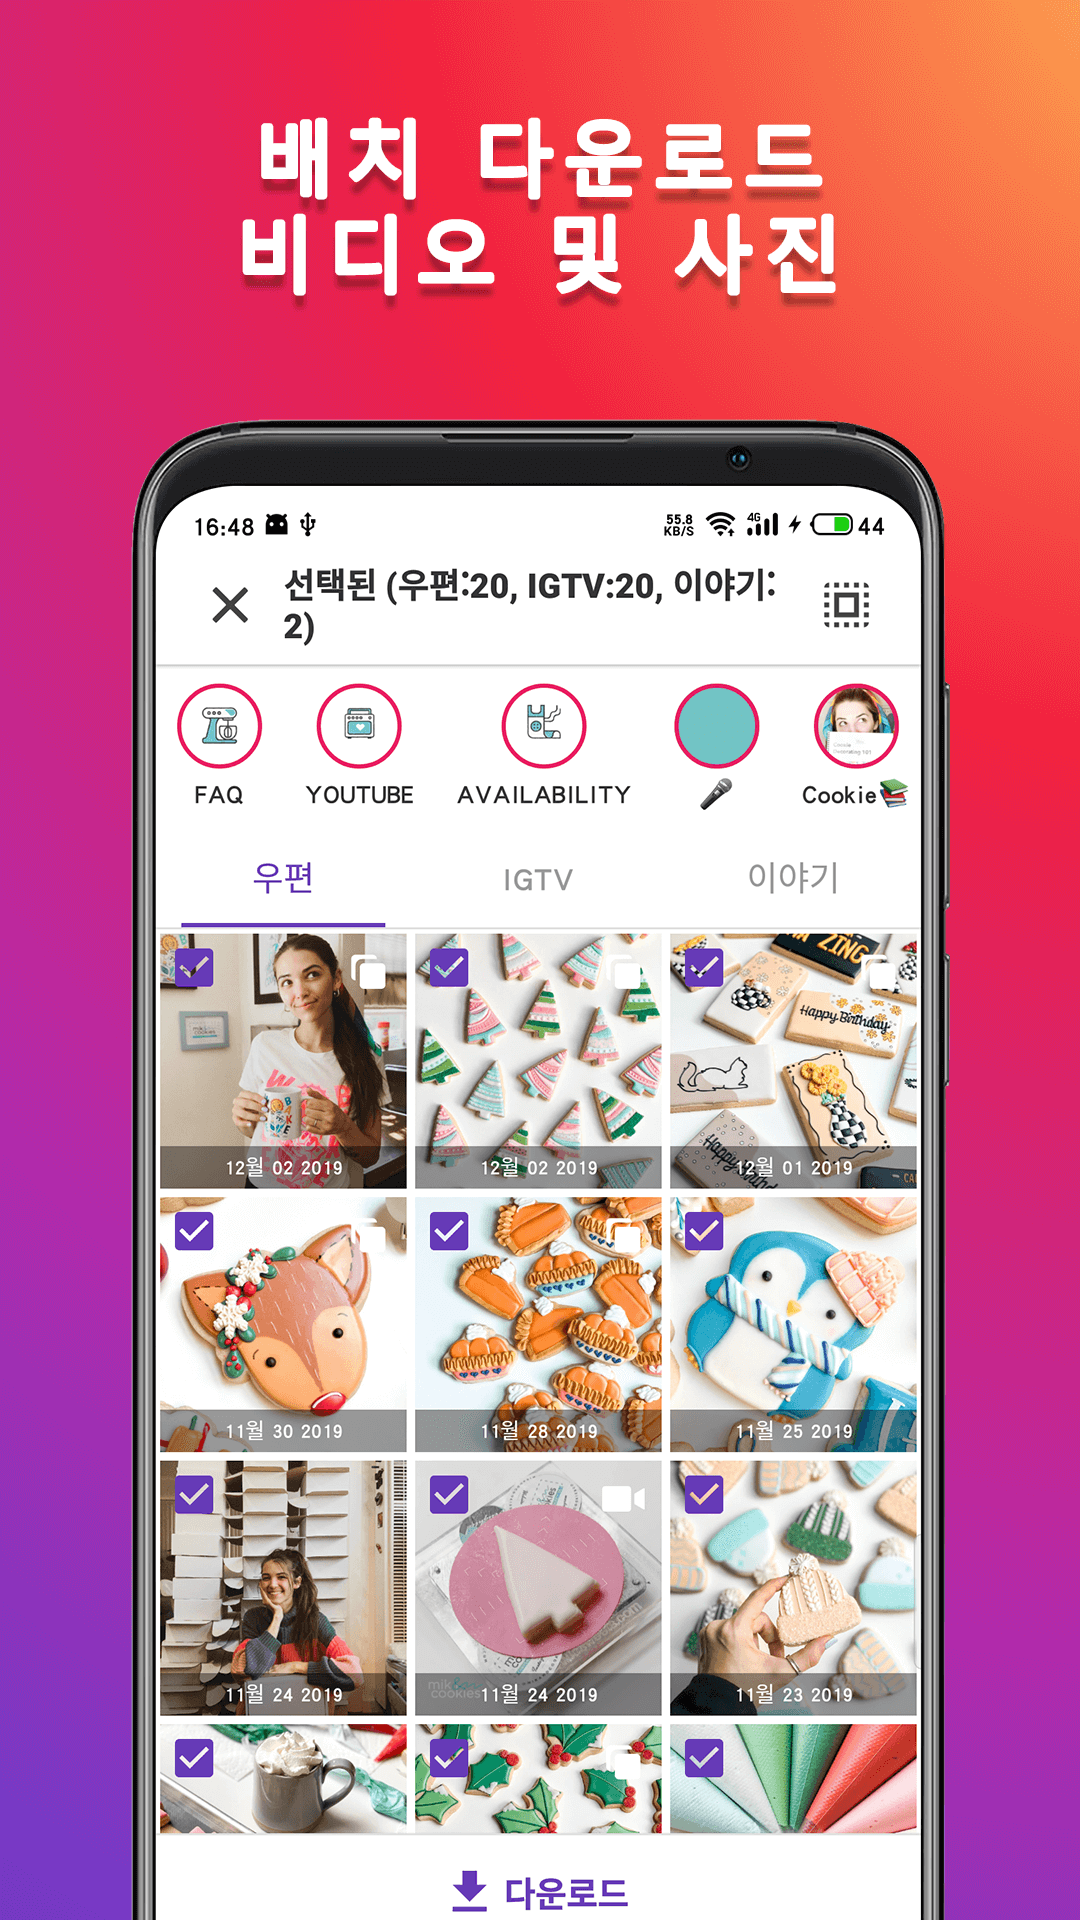 배치 다운로드
비디오 및 사진
16:48
55.8
KB/S
4G
44
선택된 (우편:20, IGTV:20, 이야기:
2)
FAQ
YOUTUBE
AVAILABILITY
Cookie
우편
IGTV
이야기
ZING
Happy Birthday
BAKE
12월 02 2019
12월 02 2019
12월 01 2019
11월 30 2019
11월 28 2019
11월 25 2019
cookies
11월 24 2019
11월 24 2019
11월 23 2019
다운로드